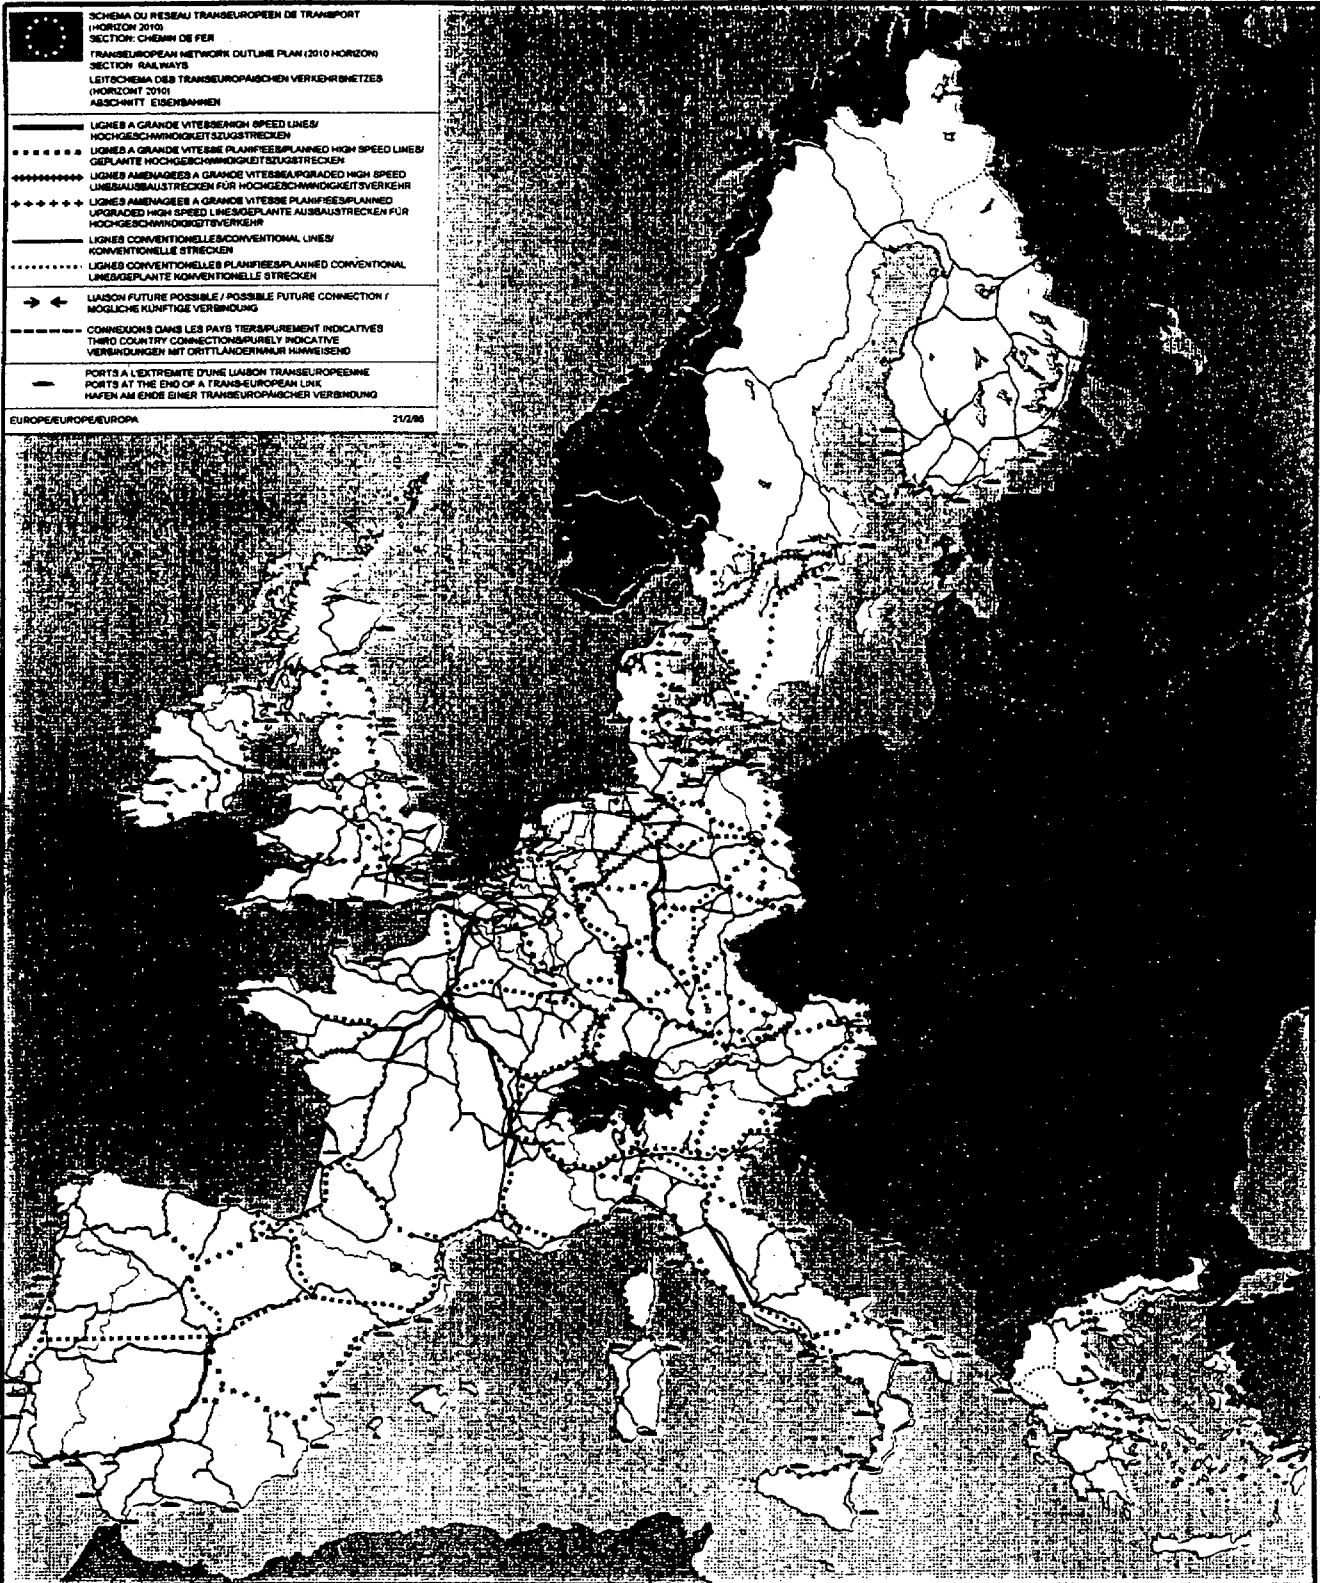 SCHEMA DU RESEAU TRANSEUROPEEN DE TRANSPORT
(HORIZON 2010)
SECTION: CHEMIN DE FER
TRANSEUROPEAN NETWORK OUTLINE PLAN (2010 HORIZON)
SECTION RAILWAYS
LEITSCHEMA DES TRANSEUROPÄISCHEN VERKEHRSNETZES
(HORIZONT 2010)
ABSCHNITT EISENBAHNEN
LIGNES A GRANDE VITESSE/HIGH SPEED LINES/
HOCHGESCHWINDIGKEITSZUGSTRECKEN
LIGNES A GRANDE VITESSE PLANIFIEES/PLANNED HIGH SPEED LINES/
GEPLANTE HOCHGESCHWINDIGKEITSZUGSTRECKEN
LIGNES AMENAGEES A GRANDE VITESSE/UPGRADED HIGH SPEED
LINES/AUSBAUSTRECKEN FÜR HOCHGESCHWINDIGKEITSVERKEHR
LIGNES AMENAGEES A GRANDE VITESSE PLANIFIEES/PLANNED
UPGRADED HIGH SPEED LINES/GEPLANTE AUSBAUSTRECKEN FÜR
HOCHGESCHWINDIGKEITSVERKEHR
LIGNES CONVENTIONELLES/CONVENTIONAL LINES/
KONVENTIONELLE STRECKEN
LIGNES CONVENTIONELLES PLANIFIEES/PLANNED CONVENTIONAL
LINES/GEPLANTE KONVENTIONELLE STRECKEN
LIAISON FUTURE POSSIBLE / POSSIBLE FUTURE CONNECTION /
MÖGLICHE KÜNFTIGE VERBINDUNG
CONNEXIONS DANS LES PAYS TIERS/PUREMENT INDICATIVES
THIRD COUNTRY CONNECTIONS/PURELY INDICATIVE
VERBINDUNGEN MIT DRITTLÄNDERN/NUR HINWEISEND
PORTS A L'EXTREMITE D'UNE LIAISON TRANSEUROPEENNE
PORTS AT THE END OF A TRANS-EUROPEAN LINK
HAFEN AM ENDE EINER TRANSEUROPÄISCHER VERBINDUNG
EUROPE/EUROPE/EUROPA 21/2/95